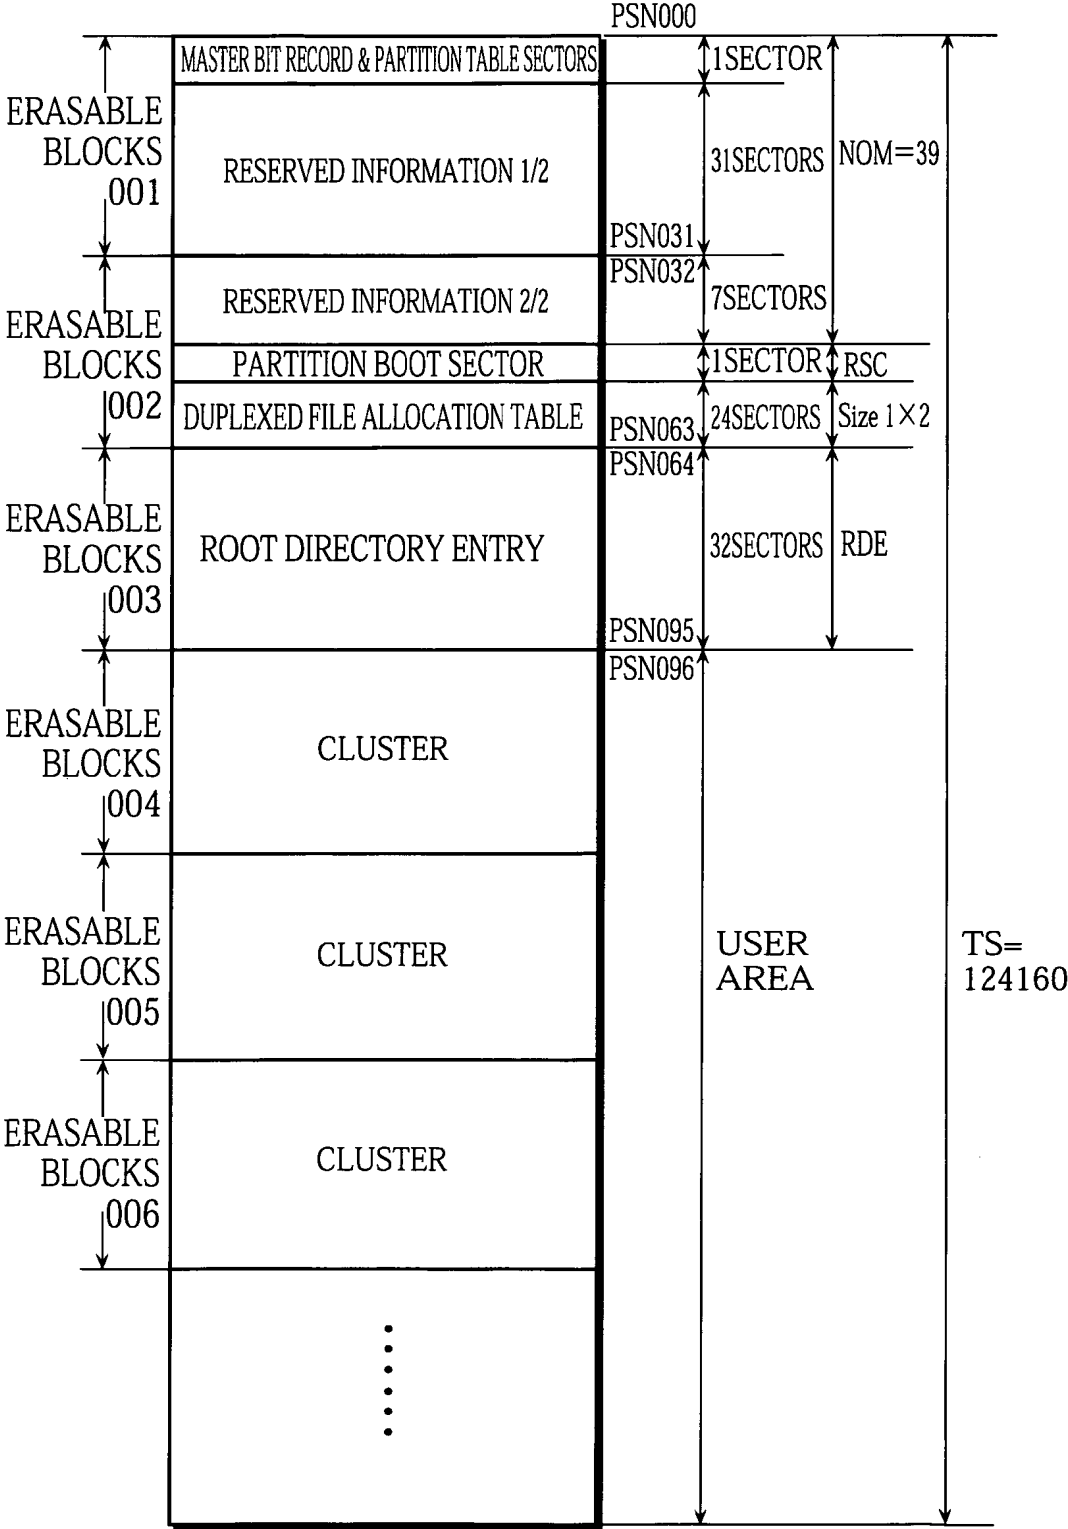 PSN000
MASTER BIT RECORD & PARTITION TABLE SECTORS
1SECTOR
ERASABLE
BLOCKS
001
RESERVED INFORMATION 1/2
31SECTORS
NOM=39
PSN031
PSN032
ERASABLE
BLOCKS
002
RESERVED INFORMATION 2/2
7SECTORS
PARTITION BOOT SECTOR
1SECTOR
RSC
DUPLEXED FILE ALLOCATION TABLE
PSN063
24SECTORS
Size 1×2
PSN064
ERASABLE
BLOCKS
003
ROOT DIRECTORY ENTRY
32SECTORS
RDE
PSN095
PSN096
ERASABLE
BLOCKS
004
CLUSTER
ERASABLE
BLOCKS
005
CLUSTER
USER
AREA
TS=
124160
ERASABLE
BLOCKS
006
CLUSTER